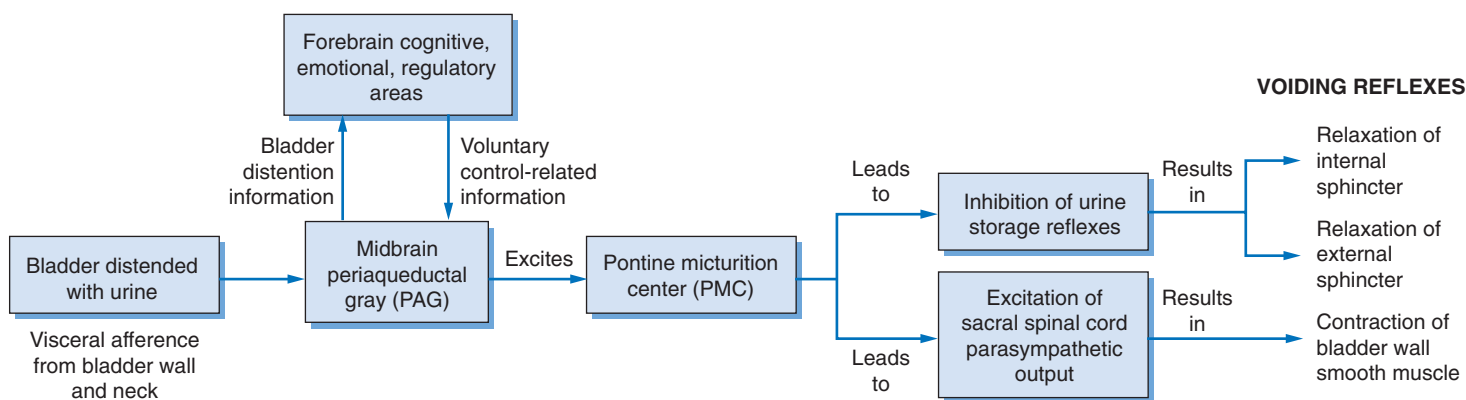 Forebrain cognitive,
emotional, regulatory
areas
Bladder
distention
information
Voluntary
control-related
information
Bladder distended
with urine
Visceral afference
from bladder wall
and neck
Midbrain
periaqueductal
gray (PAG)
Excites
Pontine micturition
center (PMC)
Leads
to
Inhibition of urine
storage reflexes
Results
in
Leads
to
Excitation of
sacral spinal cord
parasympathetic
output
Results
in
VOIDING REFLEXES
Relaxation of
internal
sphincter
Relaxation of
external
sphincter
Contraction of
bladder wall
smooth muscle